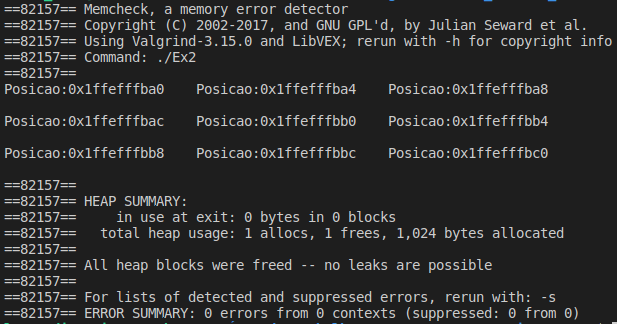 ==82157== Memcheck, a memory error detector
==82157== Copyright (C) 2002-2017, and GNU GPL'd, by Julian Seward et al.
==82157== Using Valgrind-3.15.0 and LibVEX; rerun with -h for copyright info
==82157== Command: ./Ex2
==82157==
Posicao:0x1ffefffba0    Posicao:0x1ffefffba4    Posicao:0x1ffefffba8
Posicao:0x1ffefffbac    Posicao:0x1ffefffbb0    Posicao:0x1ffefffbb4
Posicao:0x1ffefffbb8    Posicao:0x1ffefffbbc    Posicao:0x1ffefffbc0
==82157==
==82157== HEAP SUMMARY:
==82157==     in use at exit: 0 bytes in 0 blocks
==82157==   total heap usage: 1 allocs, 1 frees, 1,024 bytes allocated
==82157==
==82157== All heap blocks were freed -- no leaks are possible
==82157==
==82157== For lists of detected and suppressed errors, rerun with: -s
==82157== ERROR SUMMARY: 0 errors from 0 contexts (suppressed: 0 from 0)